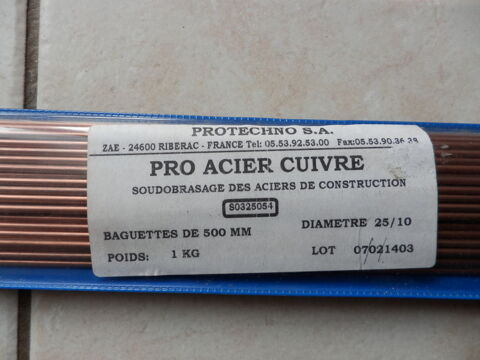 PROTECHNO S.A.
ZAE - 24600 RIBERAC - FRANCE Tel: 05.53.92.53.00 Fax:05.53.90.36.38
PRO ACIER CUIVRE
SOUDOBRASAGE DES ACIERS DE CONSTRUCTION
S0325054
BAGUETTES DE 500 MM DIAMETRE 25/10
POIDS: 1 KG LOT 07021403